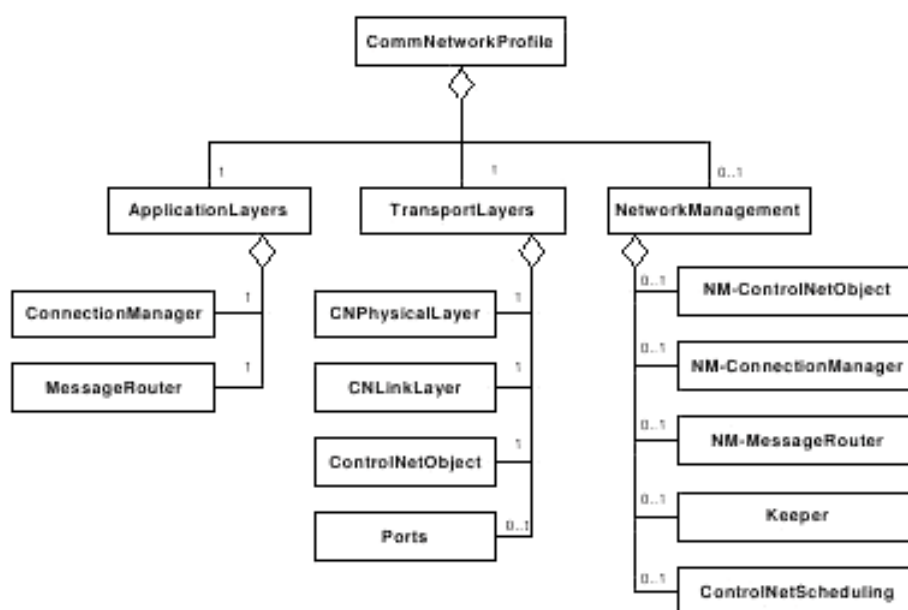 CommNetworkProfile
1
1
0..1
ApplicationLayers
TransportLayers
NetworkManagement
ConnectionManager
1
MessageRouter
1
CNPhysicalLayer
1
CNLinkLayer
1
ControlNetObject
1
Ports
0..1
0..1
NM-ControlNetObject
0..1
NM-ConnectionManager
0..1
NM-MessageRouter
0..1
Keeper
0..1
ControlNetScheduling